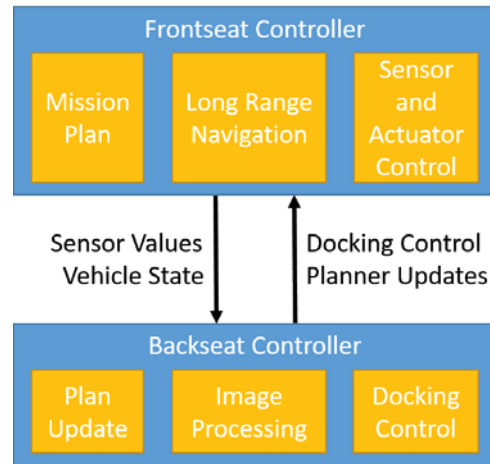 Frontseat Controller
Mission
Plan
Long Range
Navigation
Sensor
and
Actuator
Control
Sensor Values
Vehicle State
Docking Control
Planner Updates
Backseat Controller
Plan
Update
Image
Processing
Docking
Control